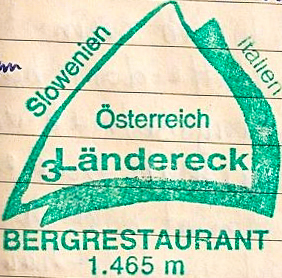 Slowenien
Italien
Österreich
3Ländereck
BERGRESTAURANT
1.465 m